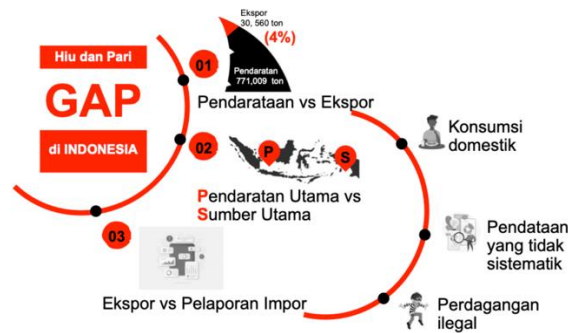 Hiu dan Pari
GAP
di INDONESIA
01
Ekspor
30, 560 ton
(4%)
Pendaratan
771,009 ton
Pendarataan vs Ekspor
02
P
S
Pendaratan Utama vs
Sumber Utama
03
Ekspor vs Pelaporan Impor
Konsumsi
domestik
Pendataan
yang tidak
sistematik
Perdagangan
ilegal